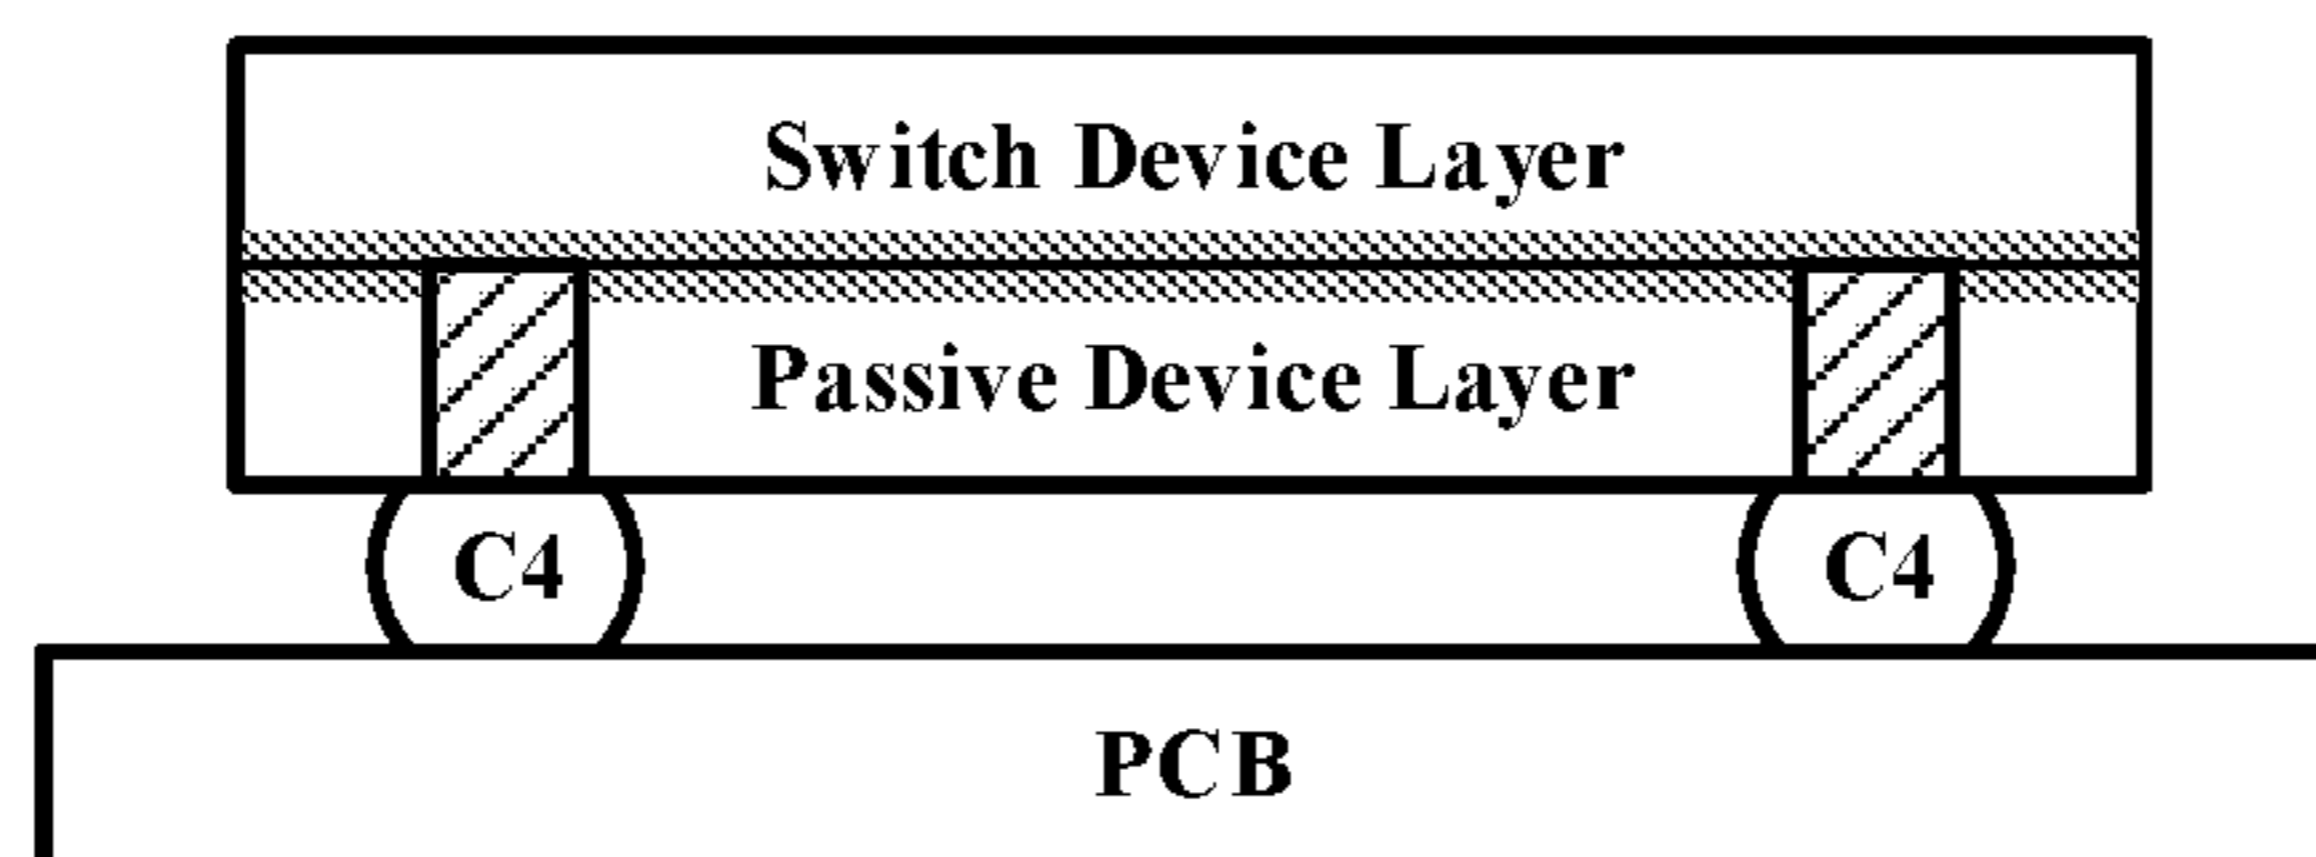 Switch Device Layer
Passive Device Layer
C4 C4
PCB